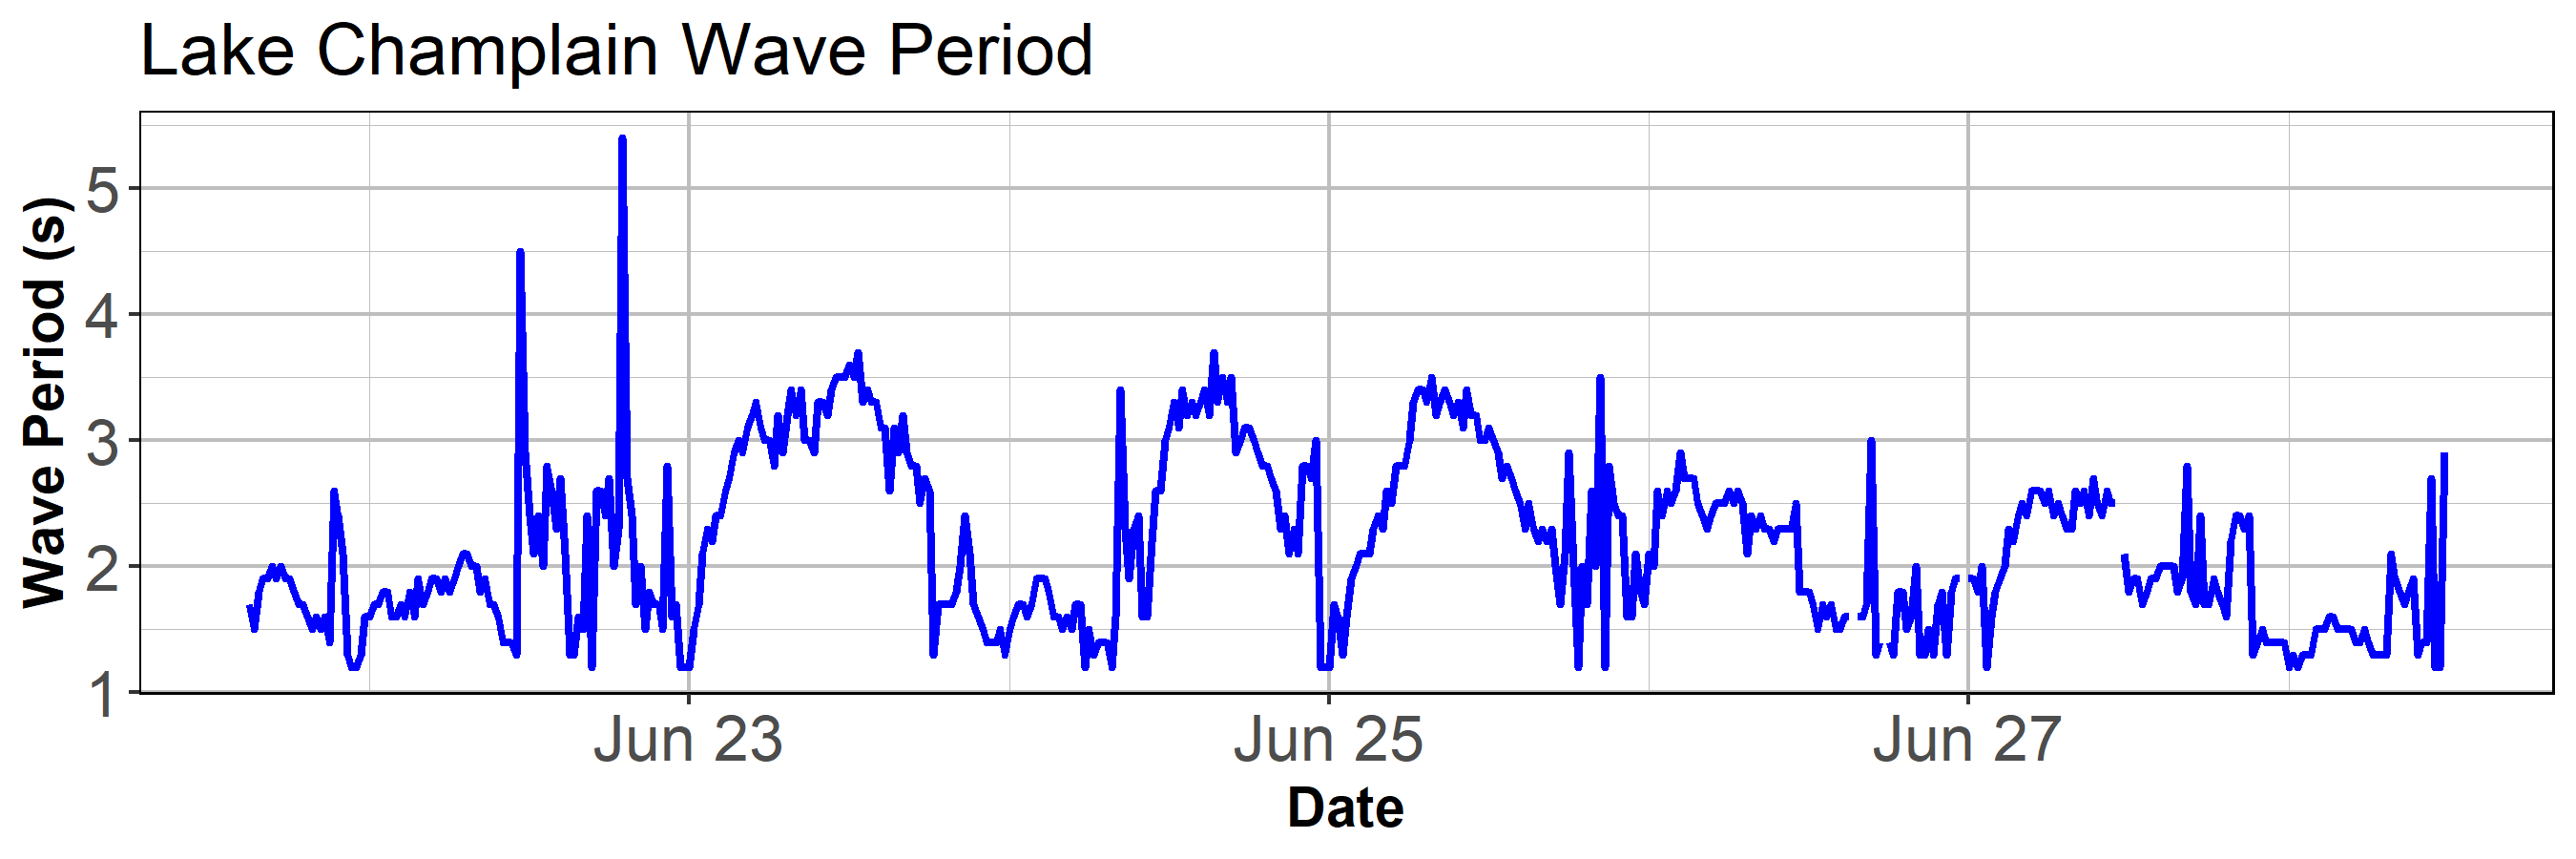 Lake Champlain Wave Period
Wave Period (s)
5
4
3
2
1
Jun 23
Jun 25
Jun 27
Date